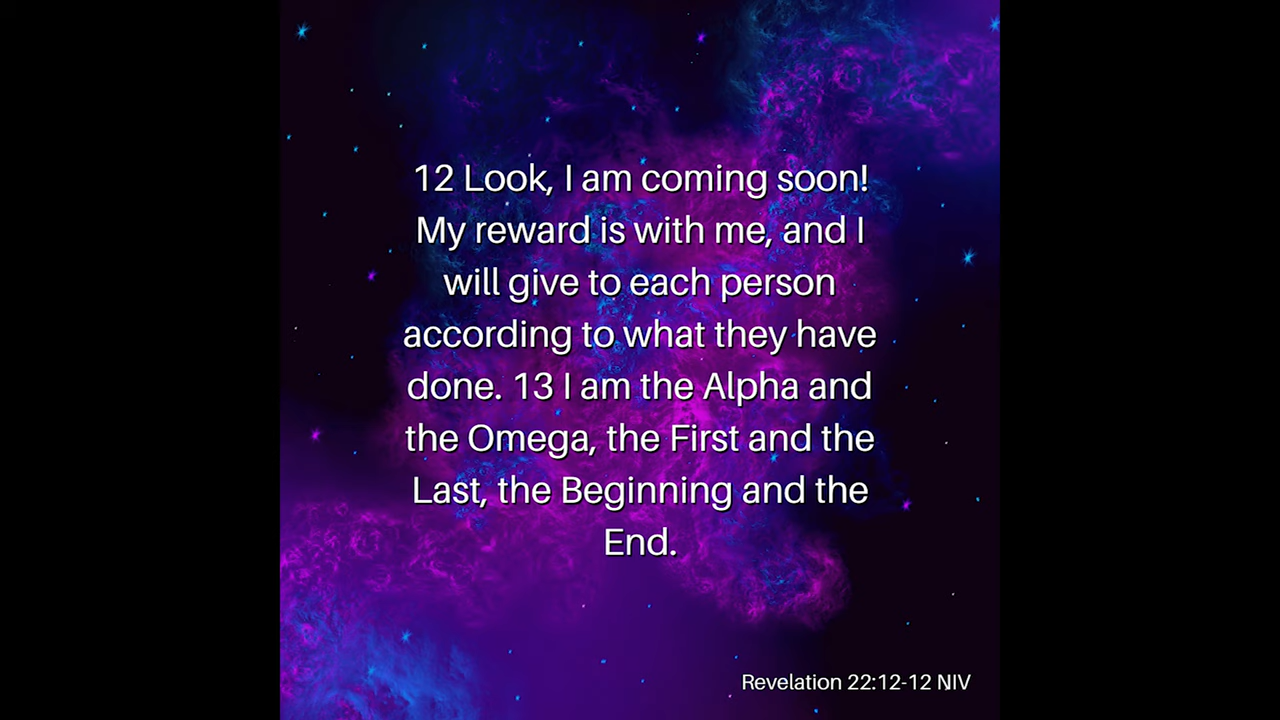 12 Look, I am coming soon!
My reward is with me, and I
will give to each person
according to what they have
done. 13 I am the Alpha and
the Omega, the First and the
Last, the Beginning and the
End.
Revelation 22:12-12 NIV